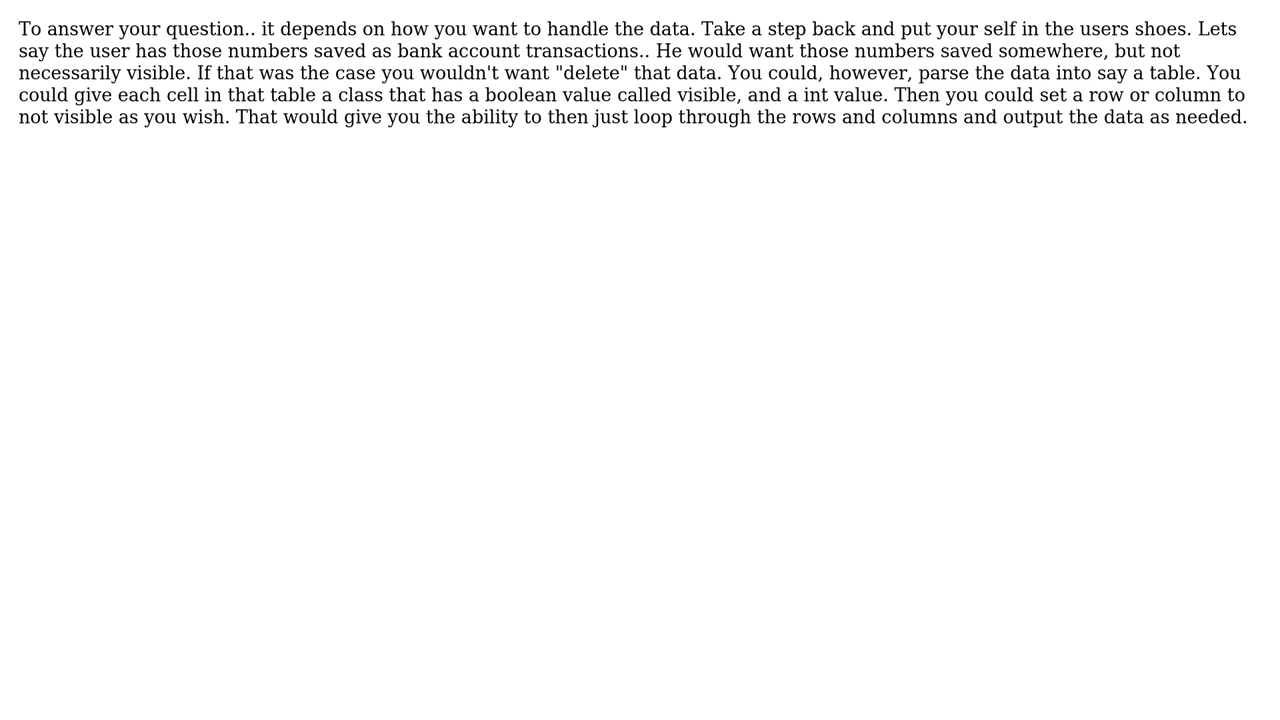 To answer your question.. it depends on how you want to handle the data. Take a step back and put your self in the users shoes. Lets
say the user has those numbers saved as bank account transactions.. He would want those numbers saved somewhere, but not
necessarily visible. If that was the case you wouldn't want "delete" that data. You could, however, parse the data into say a table. You
could give each cell in that table a class that has a boolean value called visible, and a int value. Then you could set a row or column to
not visible as you wish. That would give you the ability to then just loop through the rows and columns and output the data as needed.